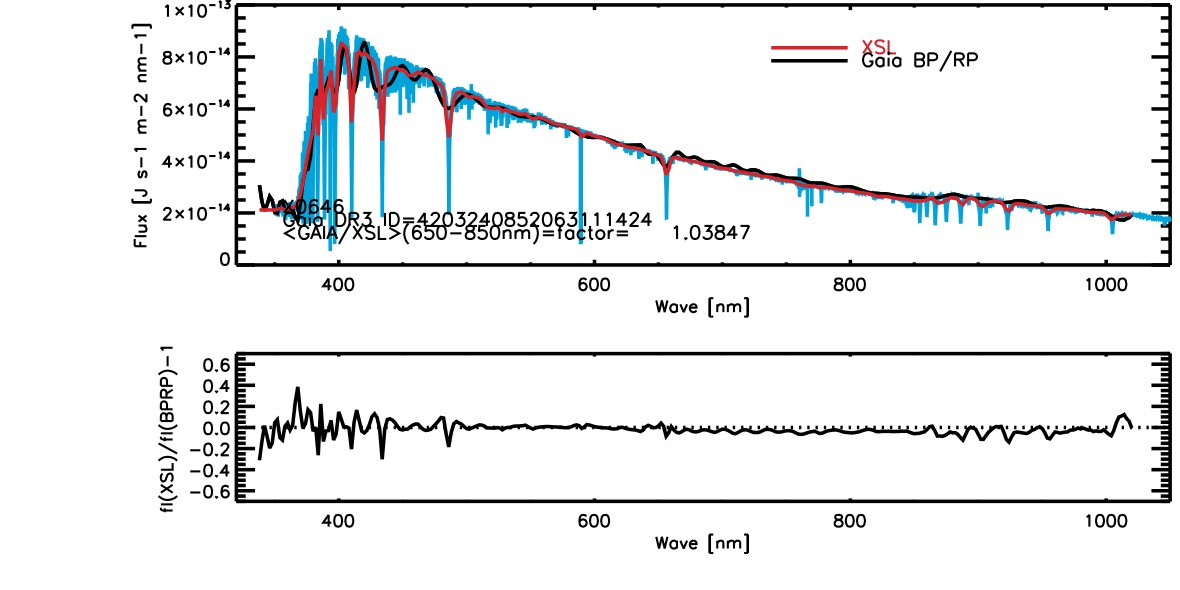 1×10−13
8×10−14
6×10−14
4×10−14
2×10−14
0
Flux [J s−1 m−2 nm−1]
XSL
Gaia BP/RP
X0646
Gaia DR3 ID=4203240852063111424
<GAIA/XSL>(650−850nm)=factor= 1.03847
400 600 800 1000
Wave [nm]
fl(XSL)/fl(BPRP)−1
0.6
0.4
0.2
0.0
−0.2
−0.4
−0.6
400 600 800 1000
Wave [nm]